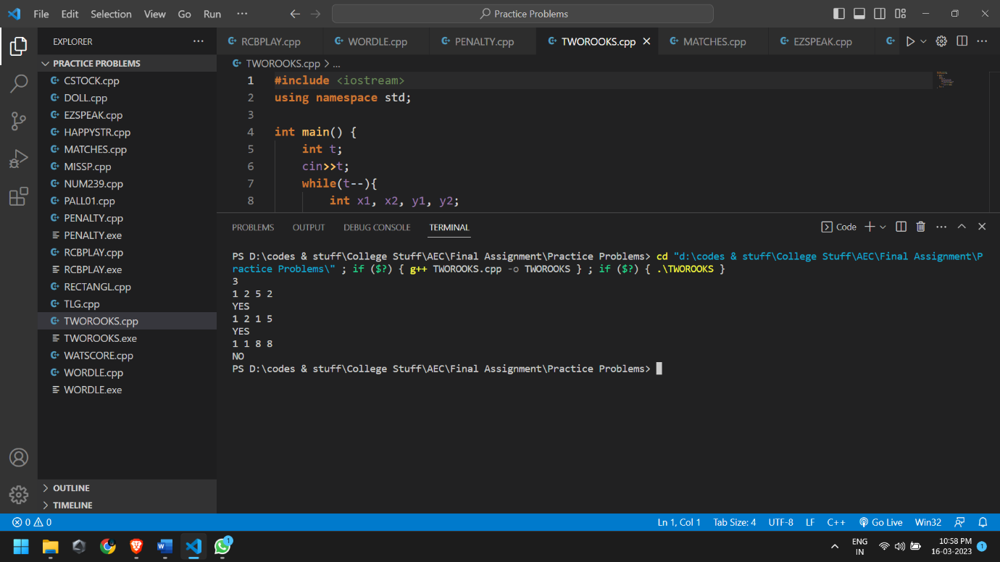 File Edit Selection View Go Run ··· Practice Problems
EXPLORER ···
PRACTICE PROBLEMS
CSTOCK.cpp
DOLL.cpp
EZSPEAK.cpp
HAPPYSTR.cpp
MATCHES.cpp
MISSP.cpp
NUM239.cpp
PALL01.cpp
PENALTY.cpp
PENALTY.exe
RCBPLAY.cpp
RCBPLAY.exe
RECTANGL.cpp
TLG.cpp
TWOROOKS.cpp
TWOROOKS.exe
WATSCORE.cpp
WORDLE.cpp
WORDLE.exe
OUTLINE
TIMELINE
RCBPLAY.cpp WORDLE.cpp PENALTY.cpp TWOROOKS.cpp MATCHES.cpp EZSPEAK.cpp
TWOROOKS.cpp > ...
1 #include <iostream>
2 using namespace std;
3
4 int main() {
5 int t;
6 cin>>t;
7 while(t--){
8 int x1, x2, y1, y2;
PROBLEMS OUTPUT DEBUG CONSOLE TERMINAL Code
PS D:\codes & stuff\College Stuff\AEC\Final Assignment\Practice Problems> cd "d:\codes & stuff\College Stuff\AEC\Final Assignment\P
ractice Problems\" ; if ($?) { g++ TWOROOKS.cpp -o TWOROOKS } ; if ($?) { .\TWOROOKS }
3
1 2 5 2
YES
1 2 1 5
YES
1 1 8 8
NO
PS D:\codes & stuff\College Stuff\AEC\Final Assignment\Practice Problems>
0 0 Ln 1, Col 1 Tab Size: 4 UTF-8 LF C++ Go Live Win32
W 1 ENG 10:58 PM
IN 16-03-2023 1